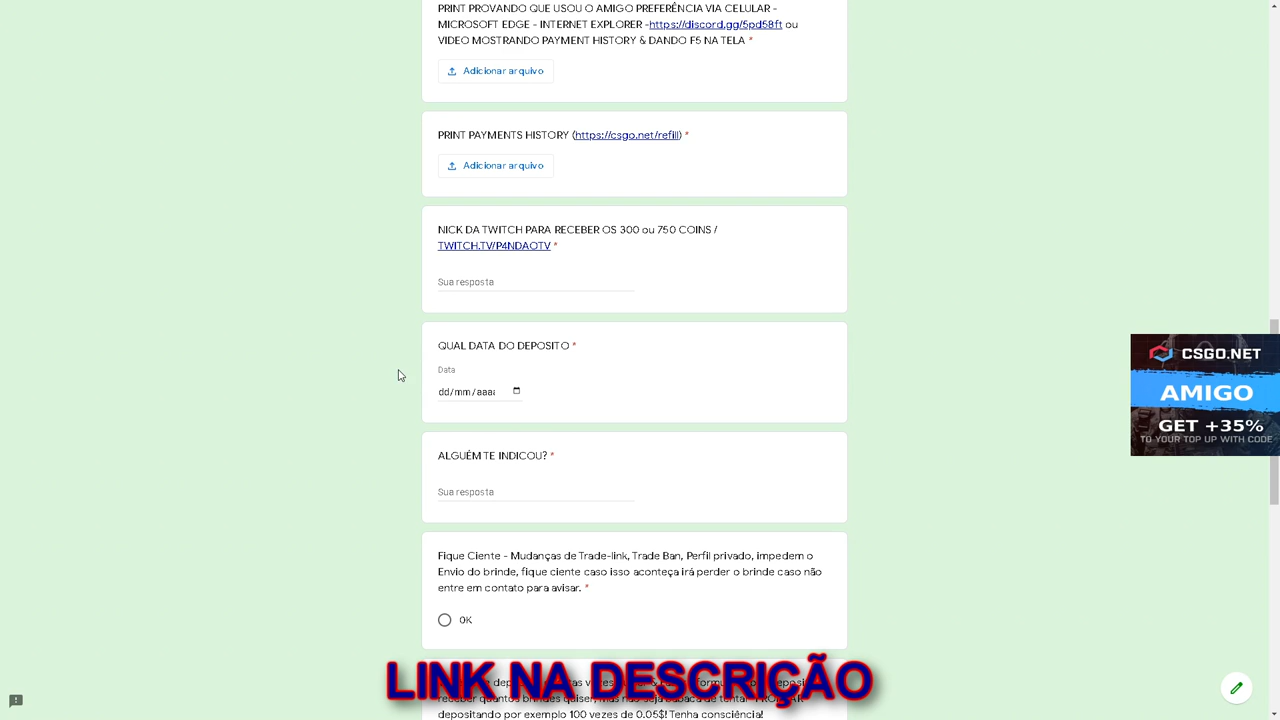 PRINT PROVANDO QUE USOU O AMIGO PREFERÊNCIA VIA CELULAR -
MICROSOFT EDGE - INTERNET EXPLORER -https://discord.gg/5pd58ft ou
VIDEO MOSTRANDO PAYMENT HISTORY & DANDO F5 NA TELA *
Adicionar arquivo
PRINT PAYMENTS HISTORY (https://csgo.net/refill) *
Adicionar arquivo
NICK DA TWITCH PARA RECEBER OS 300 ou 750 COINS /
TWITCH.TV/P4NDAOTV *
Sua resposta
QUAL DATA DO DEPOSITO *
Data
dd/mm/aaaa
ALGUÉM TE INDICOU? *
Sua resposta
Fique Ciente - Mudanças de Trade-link, Trade Ban, Perfil privado, impedem o
Envio do brinde, fique ciente caso isso aconteça irá perder o brinde caso não
entre em contato para avisar. *
OK
LINK NA DESCRIÇÃO
depositando por exemplo 100 vezes de 0.05$! Tenha consciência!
CSGO.NET
AMIGO
GET +35%
TO YOUR TOP UP WITH CODE